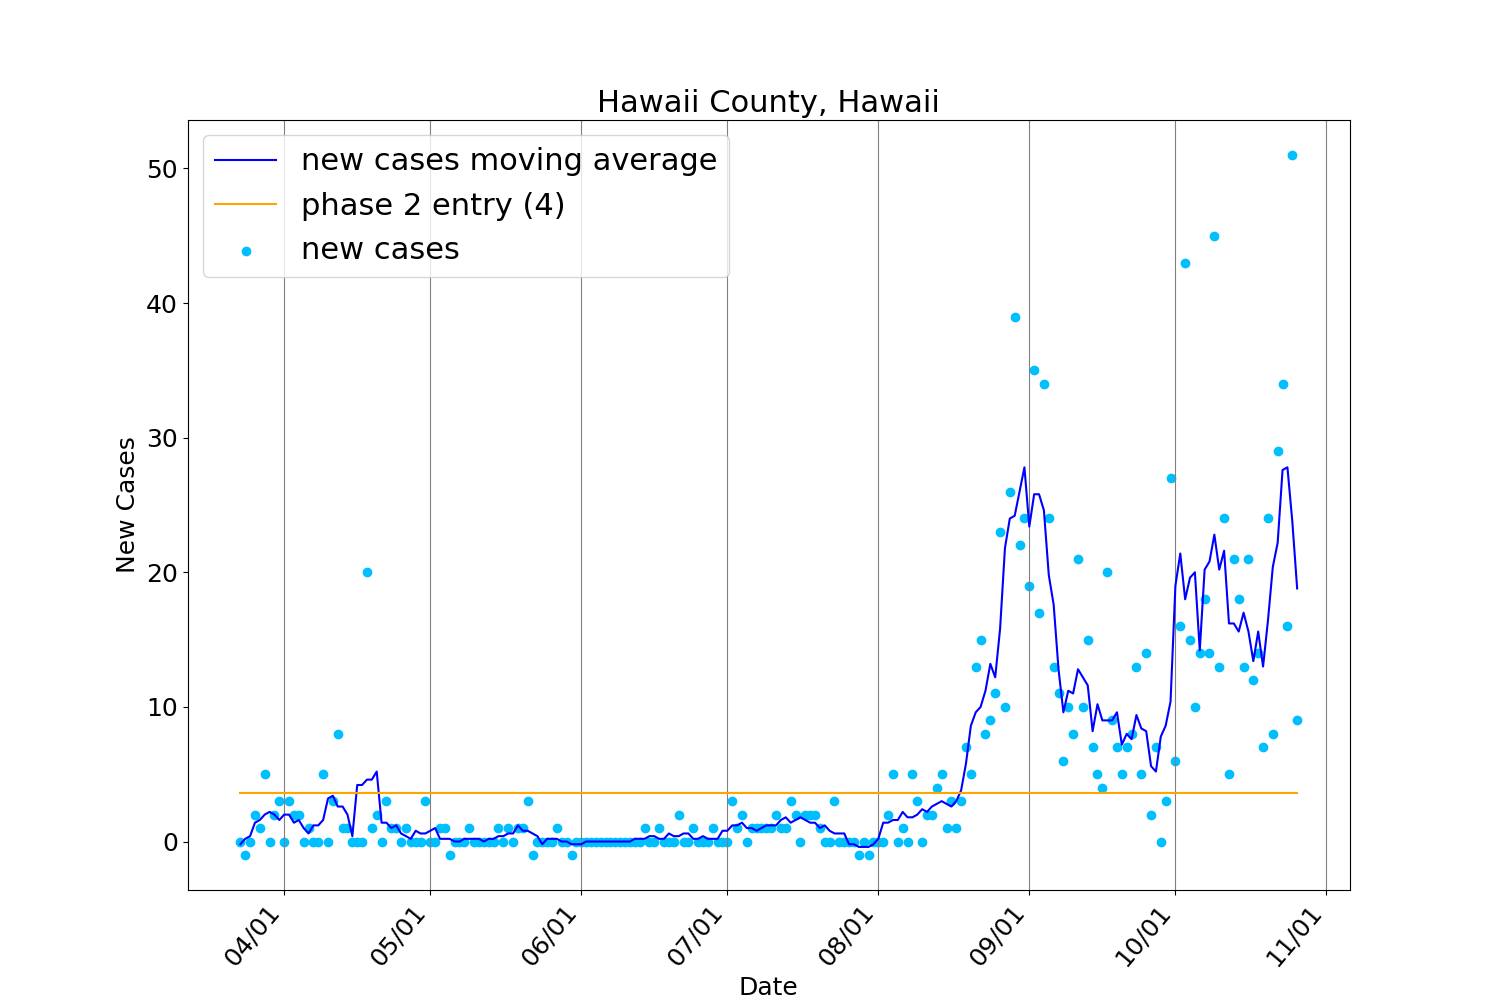 Hawaii County, Hawaii
new cases moving average
phase 2 entry (4)
new cases
50
40
30
20
10
0
New Cases
04/01
05/01
06/01
07/01
08/01
09/01
10/01
11/01
Date